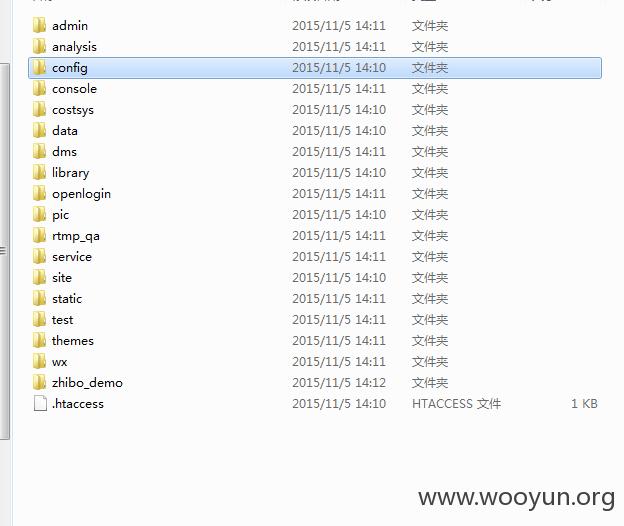 admin 2015/11/5 14:11 文件夹
analysis 2015/11/5 14:11 文件夹
config 2015/11/5 14:10 文件夹
console 2015/11/5 14:11 文件夹
costsys 2015/11/5 14:10 文件夹
data 2015/11/5 14:10 文件夹
dms 2015/11/5 14:11 文件夹
library 2015/11/5 14:10 文件夹
openlogin 2015/11/5 14:11 文件夹
pic 2015/11/5 14:10 文件夹
rtmp_qa 2015/11/5 14:11 文件夹
service 2015/11/5 14:11 文件夹
site 2015/11/5 14:10 文件夹
static 2015/11/5 14:11 文件夹
test 2015/11/5 14:11 文件夹
themes 2015/11/5 14:11 文件夹
wx 2015/11/5 14:11 文件夹
zhibo_demo 2015/11/5 14:12 文件夹
.htaccess 2015/11/5 14:10 HTACCESS 文件 1 KB
www.wooyun.org